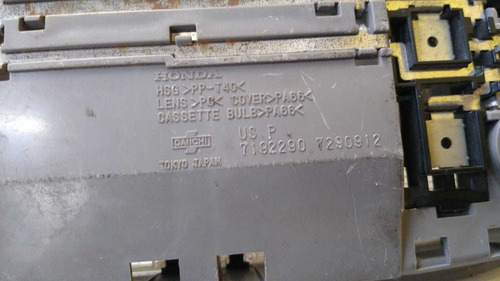 HONDA
HSG >PP-T40<
LENS >PC< COVER>PA66<
CASSETTE BULB>PA66<
DAIICHI
TOKYO JAPAN
US P
7192290 7290912